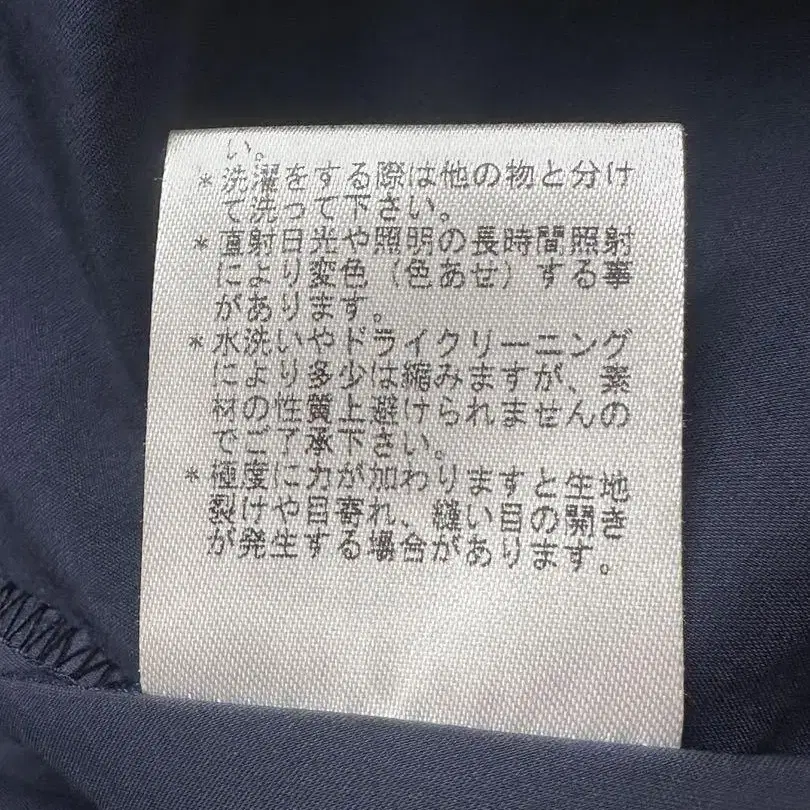 い。
*洗濯をする際は他の物と分け
て洗って下さい。
*直射日光や照明の長時間照射
により変色（色あせ）する事
があります。
*水洗いやドライクリーニング
により多少は縮みますが、素
材の性質上避けられませんの
でご了承下さい。
*極度に力が加わりますと生地
裂けや目寄れ、縫い目の開き
が発生する場合があります。